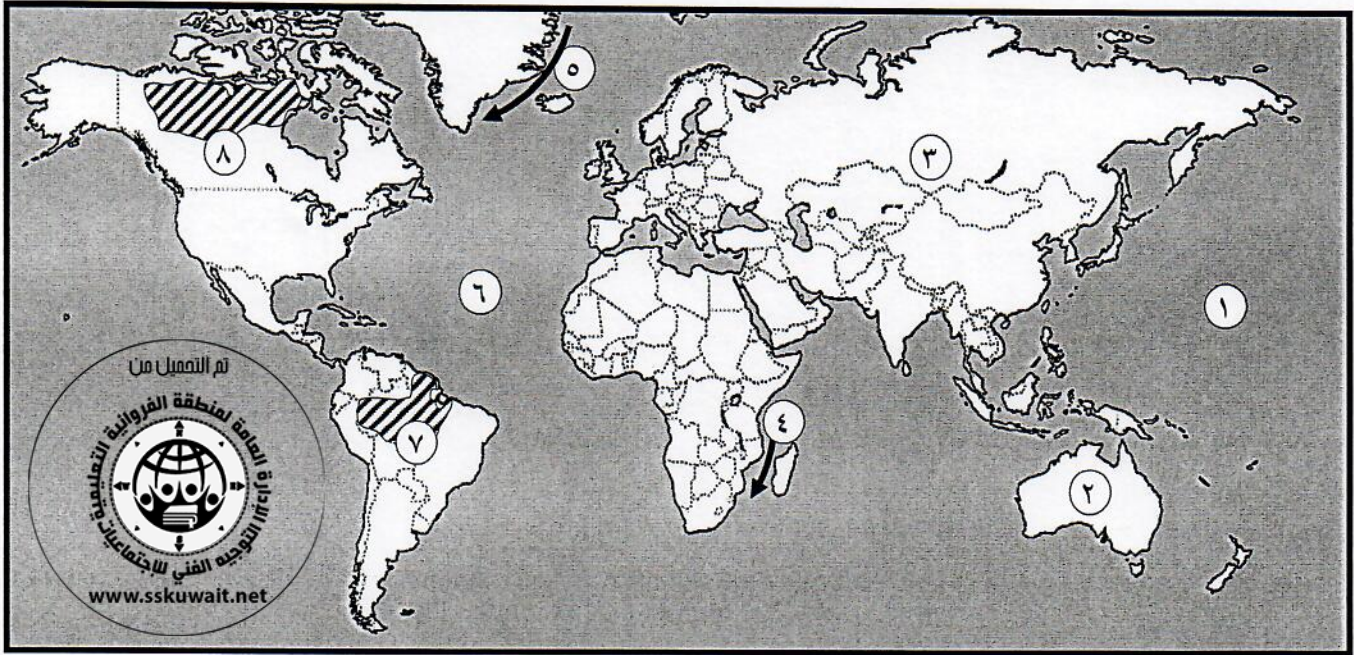 ٥
٨
٣
٦
١
٤
٧
٢
تم التحميل من
الإدارة العامة لمنطقة الفروانية التعليمية
التوجيه الفني للاجتماعيات
www.sskuwait.net
N
W
E
S